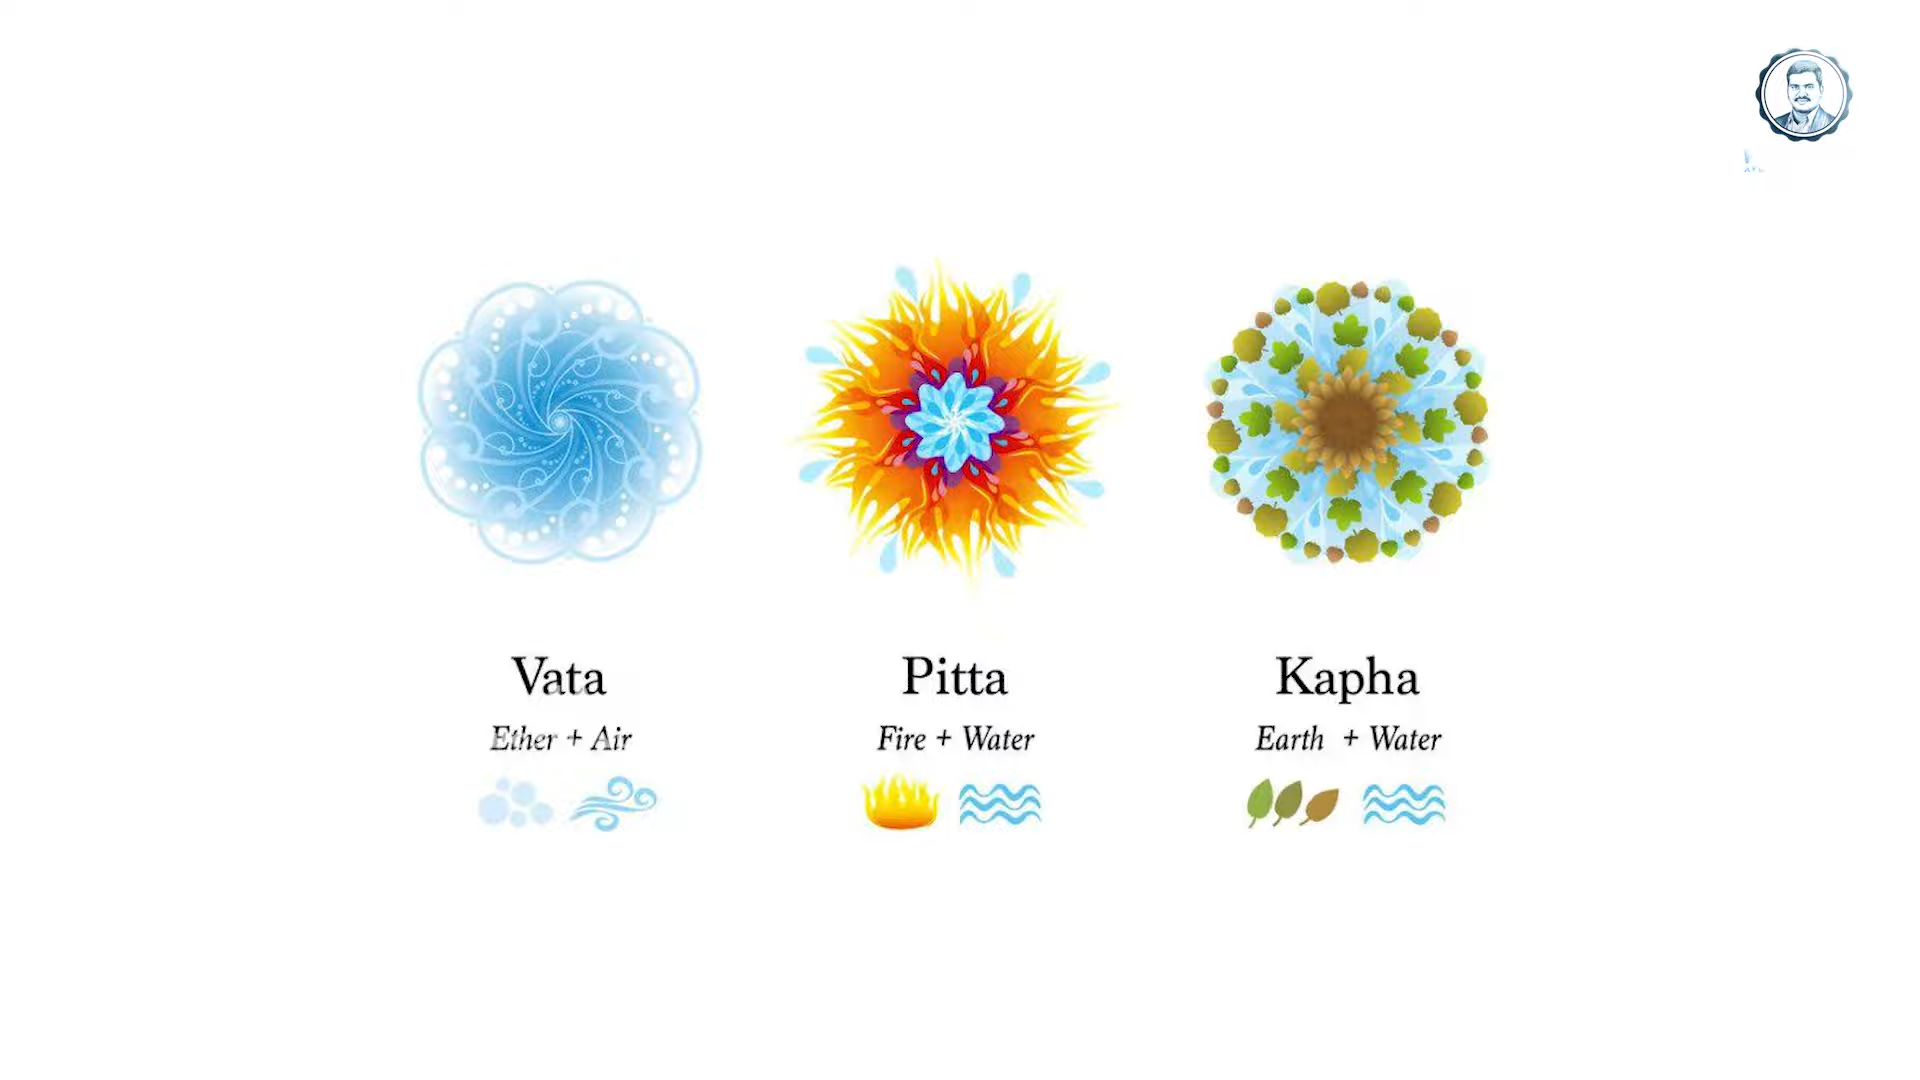 Vata
Ether + Air
Pitta
Fire + Water
Kapha
Earth + Water